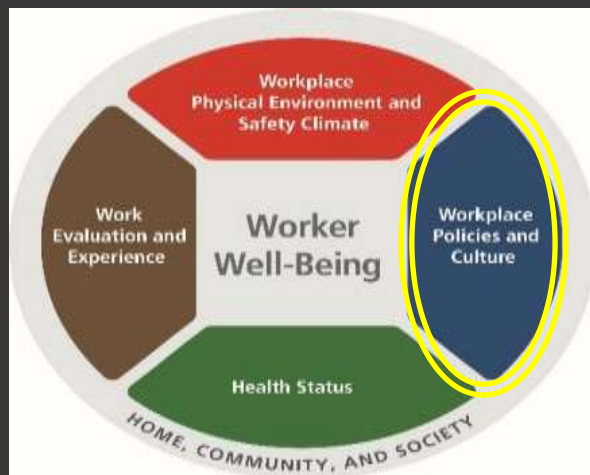 Workplace
Physical Environment and
Safety Climate
Work
Evaluation and
Experience
Worker
Well-Being
Workplace
Policies and
Culture
Health Status
HOME, COMMUNITY, AND SOCIETY